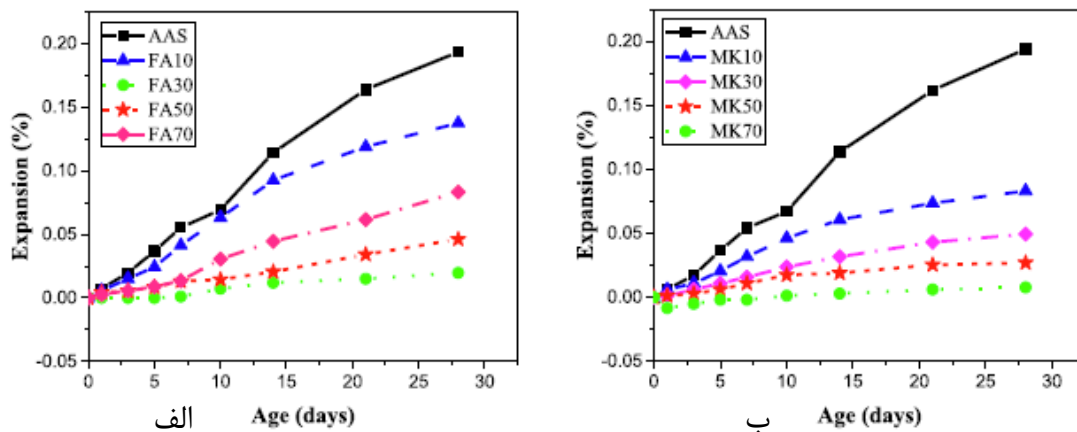 AAS
FA10
FA30
FA50
FA70
Expansion (%)
0.20
0.15
0.10
0.05
0.00
-0.05
0 5 10 15 20 25 30
الف Age (days)
AAS
MK10
MK30
MK50
MK70
Expansion (%)
0.20
0.15
0.10
0.05
0.00
-0.05
0 5 10 15 20 25 30
ب Age (days)